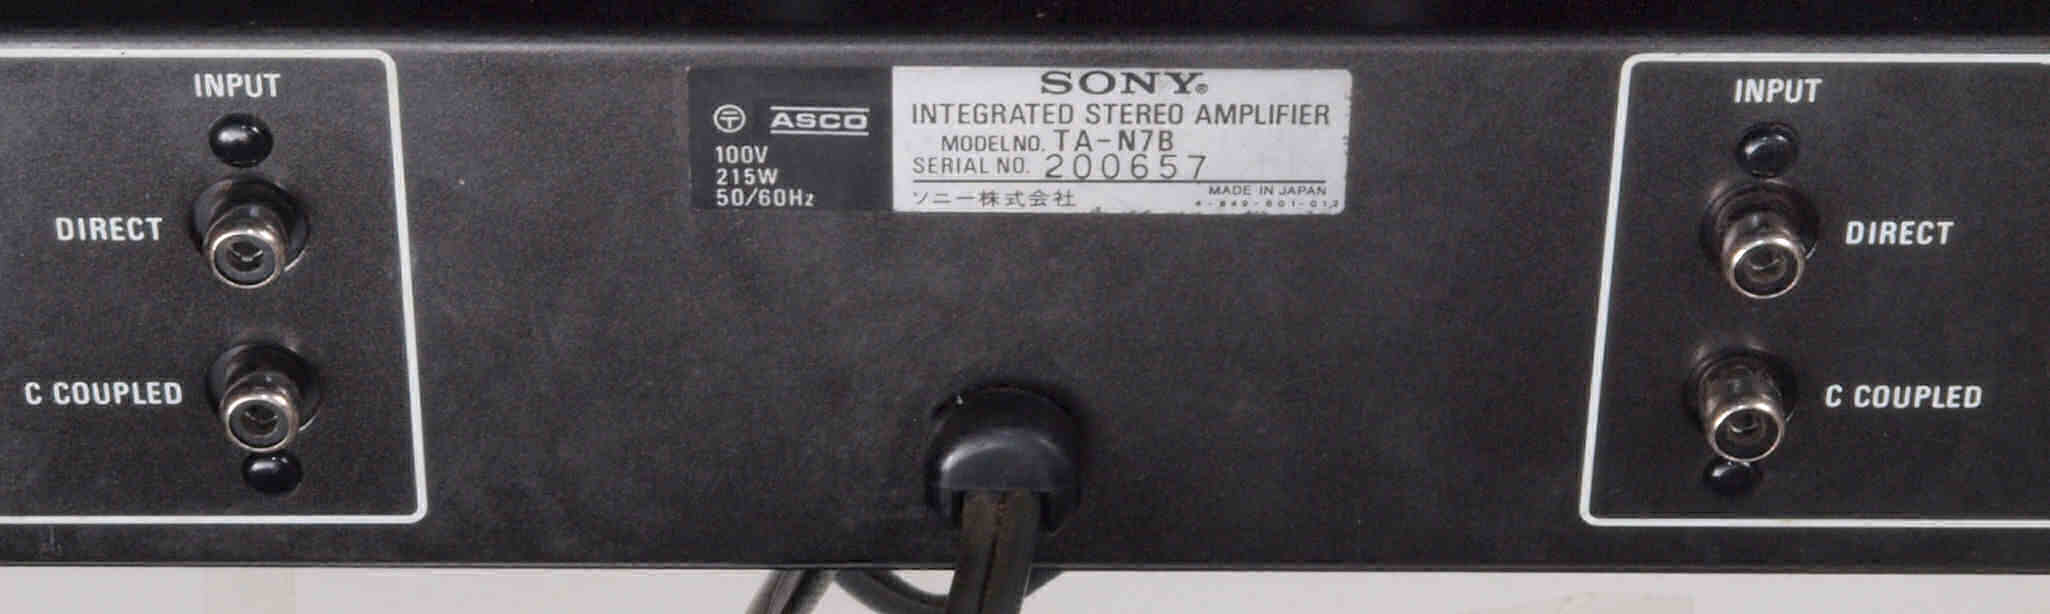 INPUT
DIRECT
C COUPLED
〒 ASCO
100V
215W
50/60Hz
SONY®
INTEGRATED STEREO AMPLIFIER
MODEL NO. TA-N7B
SERIAL NO. 200657
ソニー株式会社
MADE IN JAPAN
INPUT
DIRECT
C COUPLED